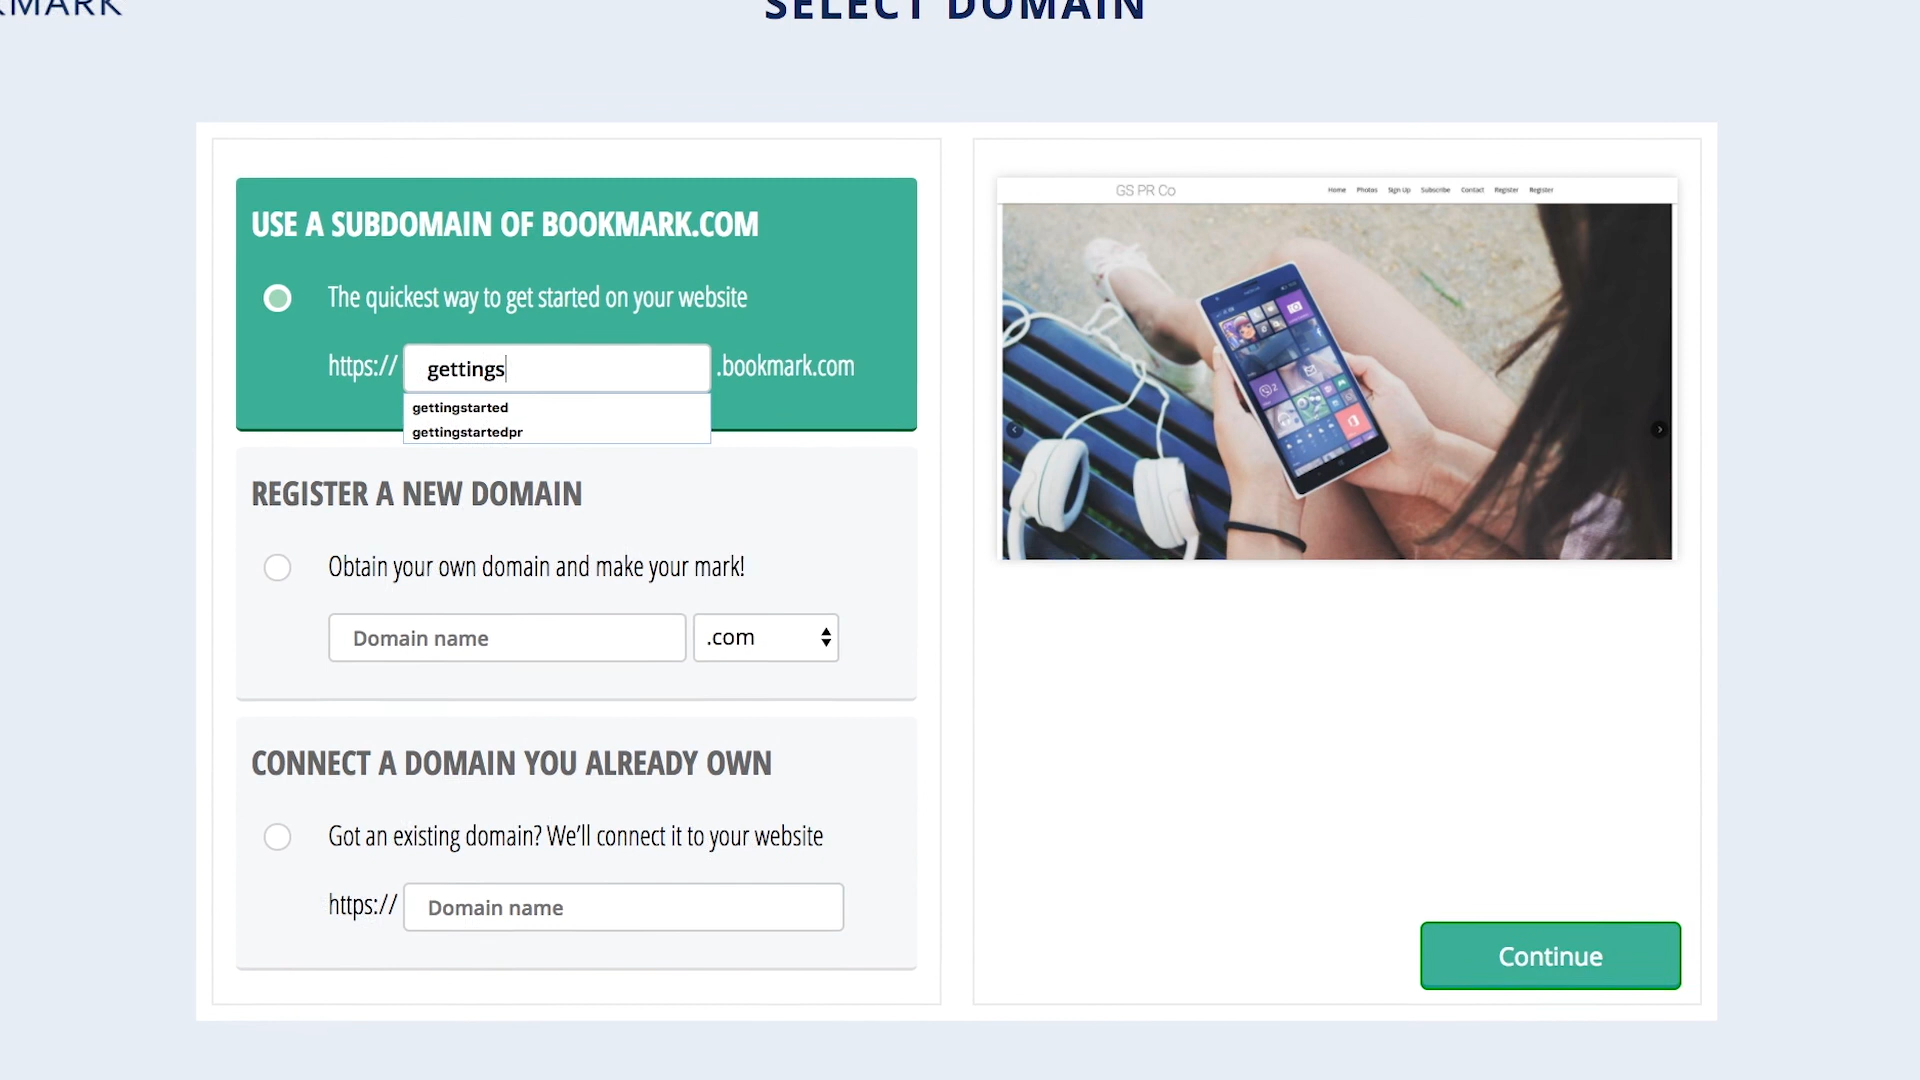 KMARK
SELECT DOMAIN
USE A SUBDOMAIN OF BOOKMARK.COM
The quickest way to get started on your website
https:// gettings .bookmark.com
gettingstarted
gettingstartedpr
REGISTER A NEW DOMAIN
Obtain your own domain and make your mark!
Domain name .com
CONNECT A DOMAIN YOU ALREADY OWN
Got an existing domain? We'll connect it to your website
https:// Domain name
GS PR Co Home Photos Sign Up Subscribe Contact Register Register
Continue